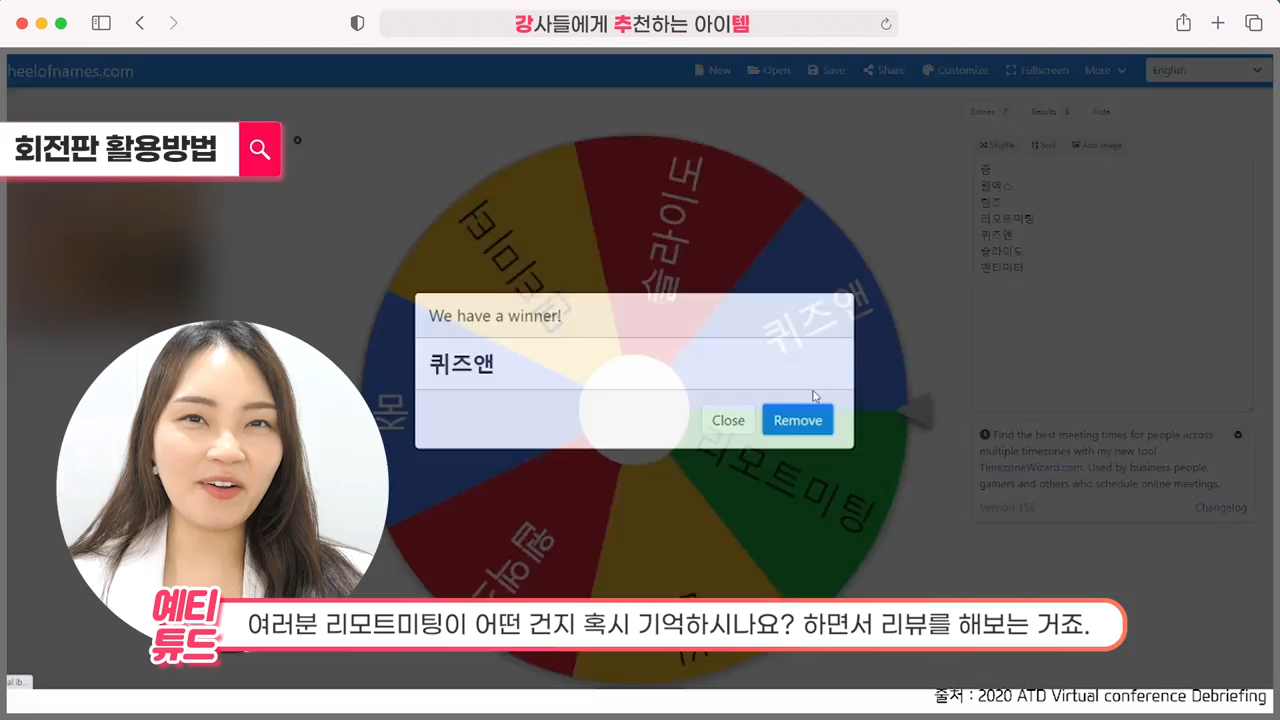 강사들에게 추천하는 아이템
heelofnames.com
New Open Save Share Customize Fullscreen More English
회전판 활용방법
Entries 7 Results 5 Hide
Shuffle Sort Add image
줌
웹엑스
팀즈
리모트미팅
퀴즈앤
슬라이도
멘티미터
슬라이도
퀴즈앤
리모트미팅
줌
We have a winner!
퀴즈앤
Close Remove
Find the best meeting times for people across
multiple timezones with my new tool
TimezoneWizard.com. Used by business people,
gamers and others who schedule online meetings.
Version 156 Changelog
예티
튜드
여러분 리모트미팅이 어떤 건지 혹시 기억하시나요? 하면서 리뷰를 해보는 거죠.
출처 : 2020 ATD Virtual conference Debriefing